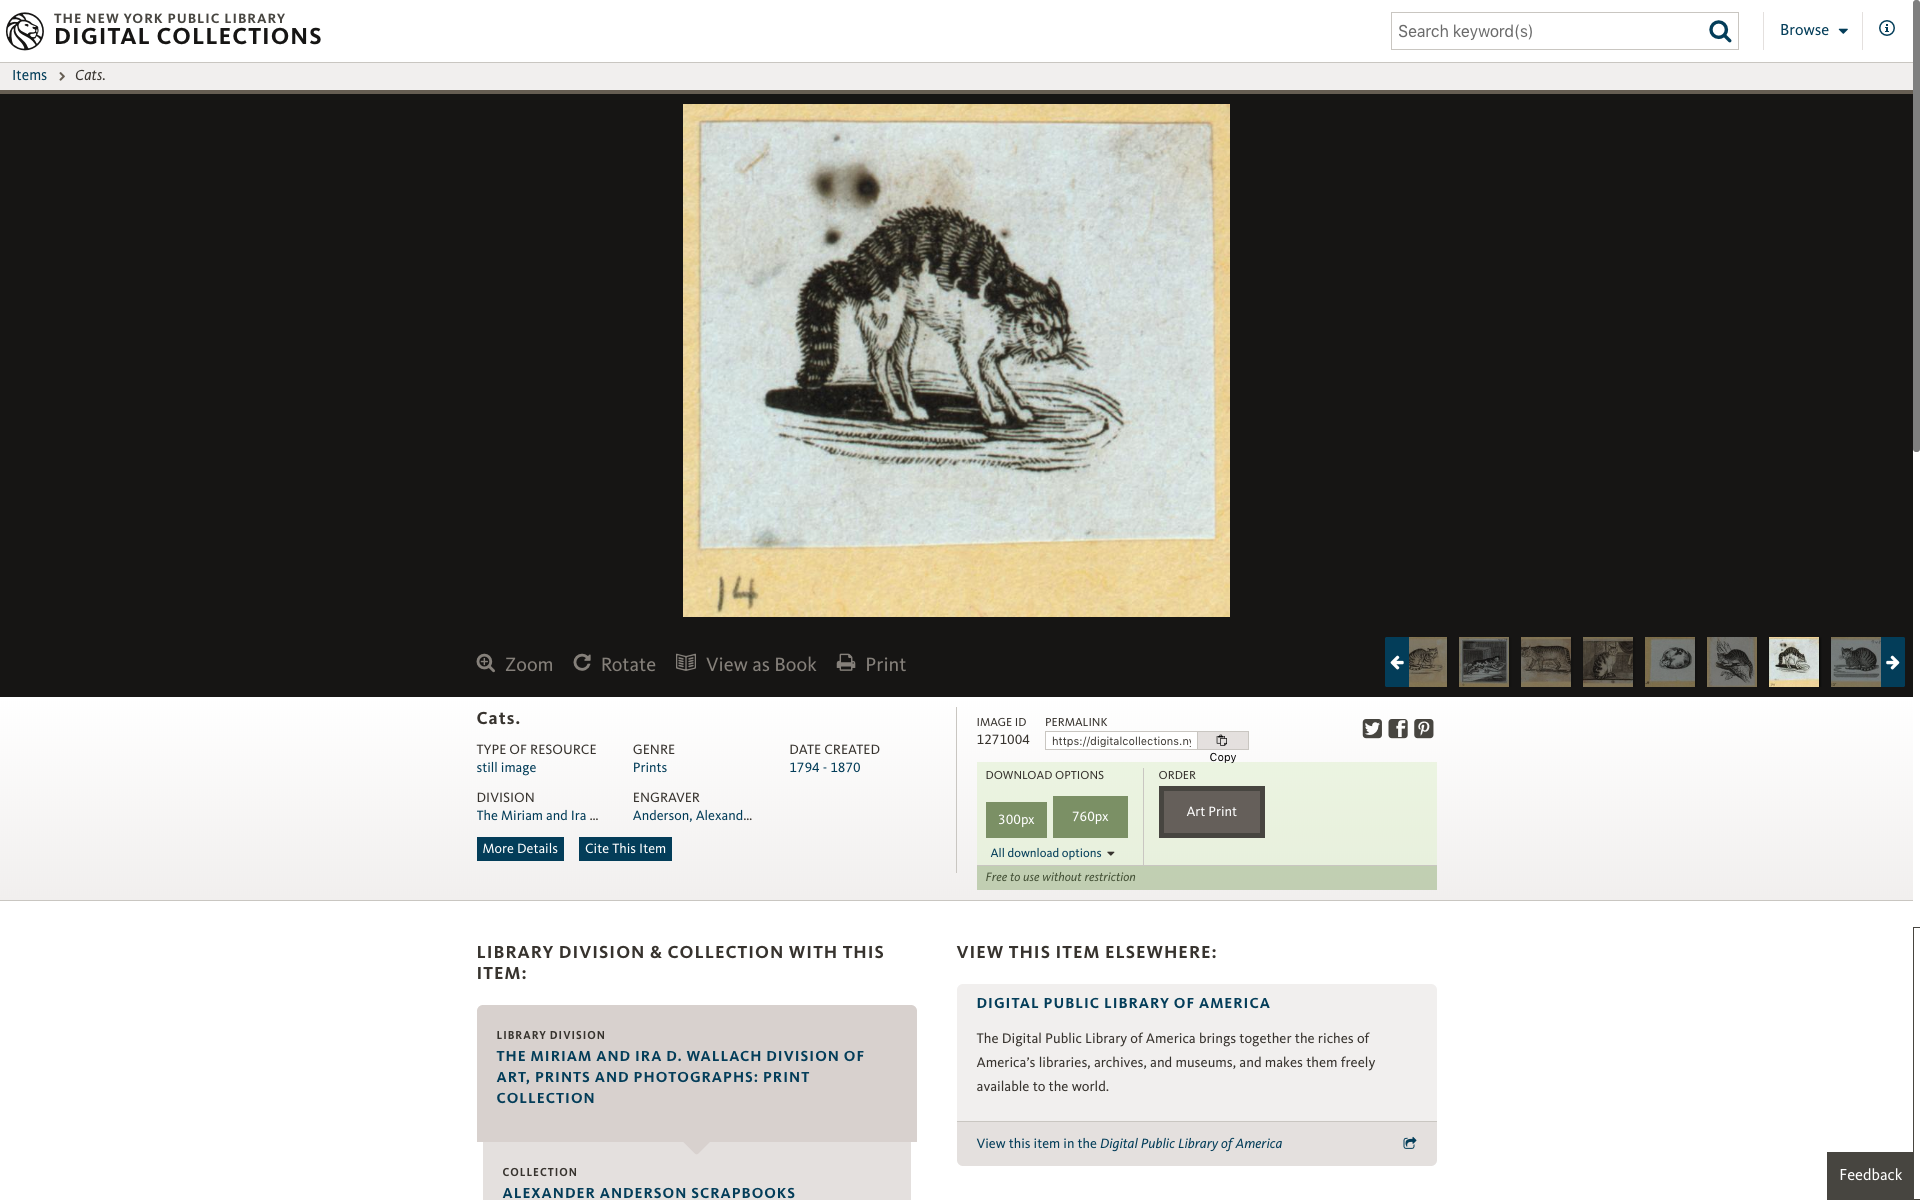 THE NEW YORK PUBLIC LIBRARY
DIGITAL COLLECTIONS
Search keyword(s)
Browse
Items > Cats.
14
Zoom
Rotate
View as Book
Print
Cats.
TYPE OF RESOURCE
still image
GENRE
Prints
DATE CREATED
1794 - 1870
DIVISION
The Miriam and Ira ...
ENGRAVER
Anderson, Alexand...
More Details
Cite This Item
IMAGE ID
1271004
PERMALINK
https://digitalcollections.ny
Copy
DOWNLOAD OPTIONS
300px
760px
All download options
ORDER
Art Print
Free to use without restriction
LIBRARY DIVISION & COLLECTION WITH THIS
ITEM:
LIBRARY DIVISION
THE MIRIAM AND IRA D. WALLACH DIVISION OF
ART, PRINTS AND PHOTOGRAPHS: PRINT
COLLECTION
COLLECTION
ALEXANDER ANDERSON SCRAPBOOKS
VIEW THIS ITEM ELSEWHERE:
DIGITAL PUBLIC LIBRARY OF AMERICA
The Digital Public Library of America brings together the riches of
America’s libraries, archives, and museums, and makes them freely
available to the world.
View this item in the Digital Public Library of America
Feedback